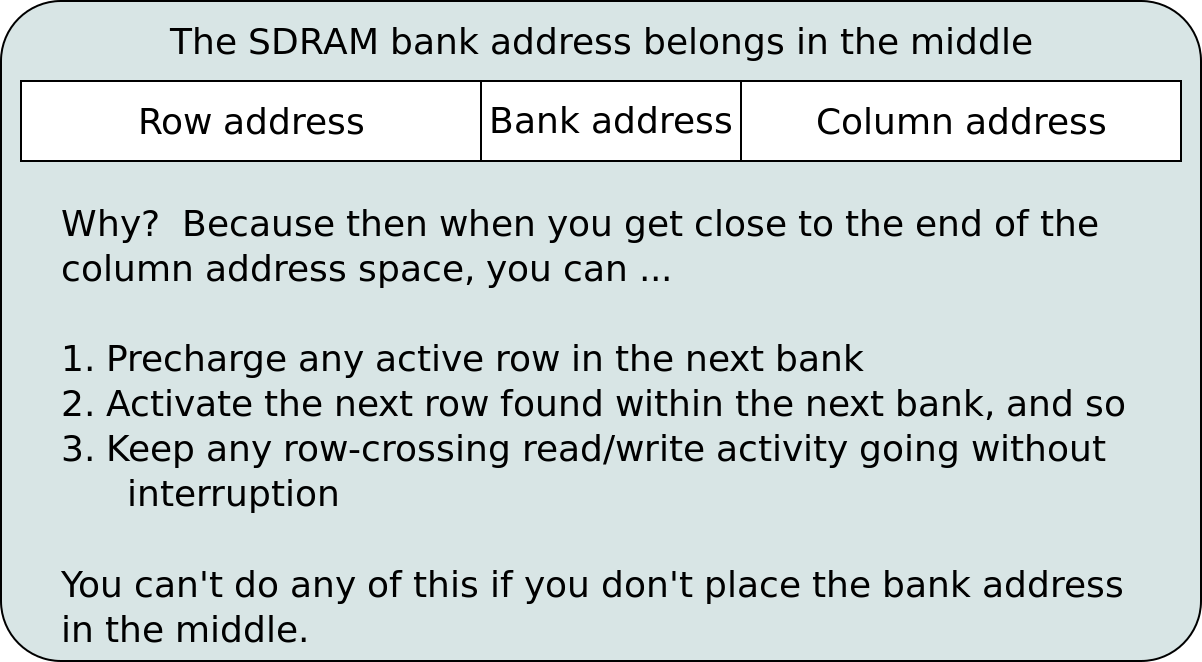 The SDRAM bank address belongs in the middle
Row address
Bank address
Column address
Why?  Because then when you get close to the end of the
column address space, you can ...
1. Precharge any active row in the next bank
2. Activate the next row found within the next bank, and so
3. Keep any row-crossing read/write activity going without
interruption
You can't do any of this if you don't place the bank address
in the middle.